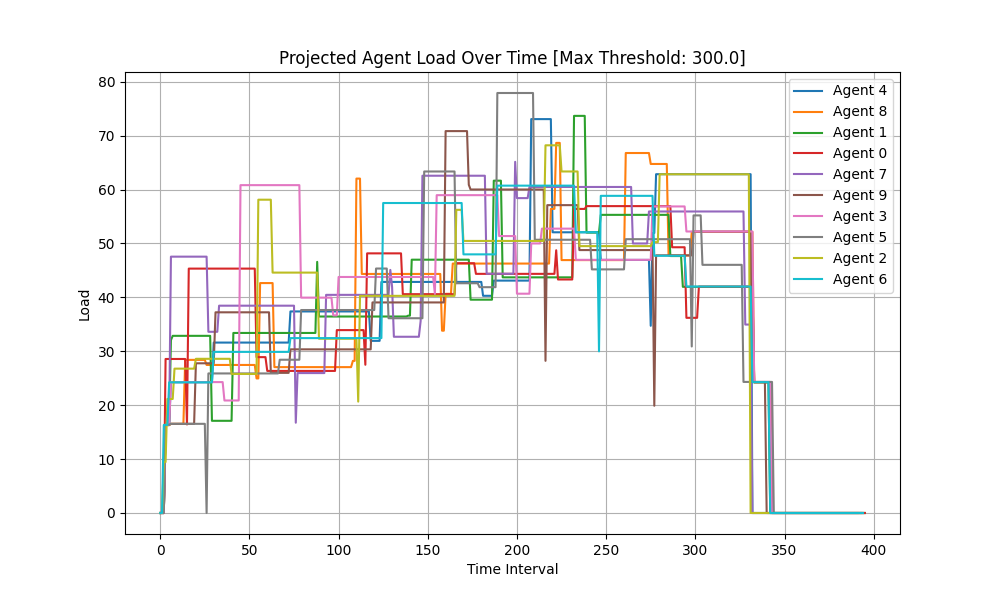 Projected Agent Load Over Time [Max Threshold: 300.0]
Load
80
70
60
50
40
30
20
10
0
0 50 100 150 200 250 300 350 400
Time Interval
Agent 4
Agent 8
Agent 1
Agent 0
Agent 7
Agent 9
Agent 3
Agent 5
Agent 2
Agent 6